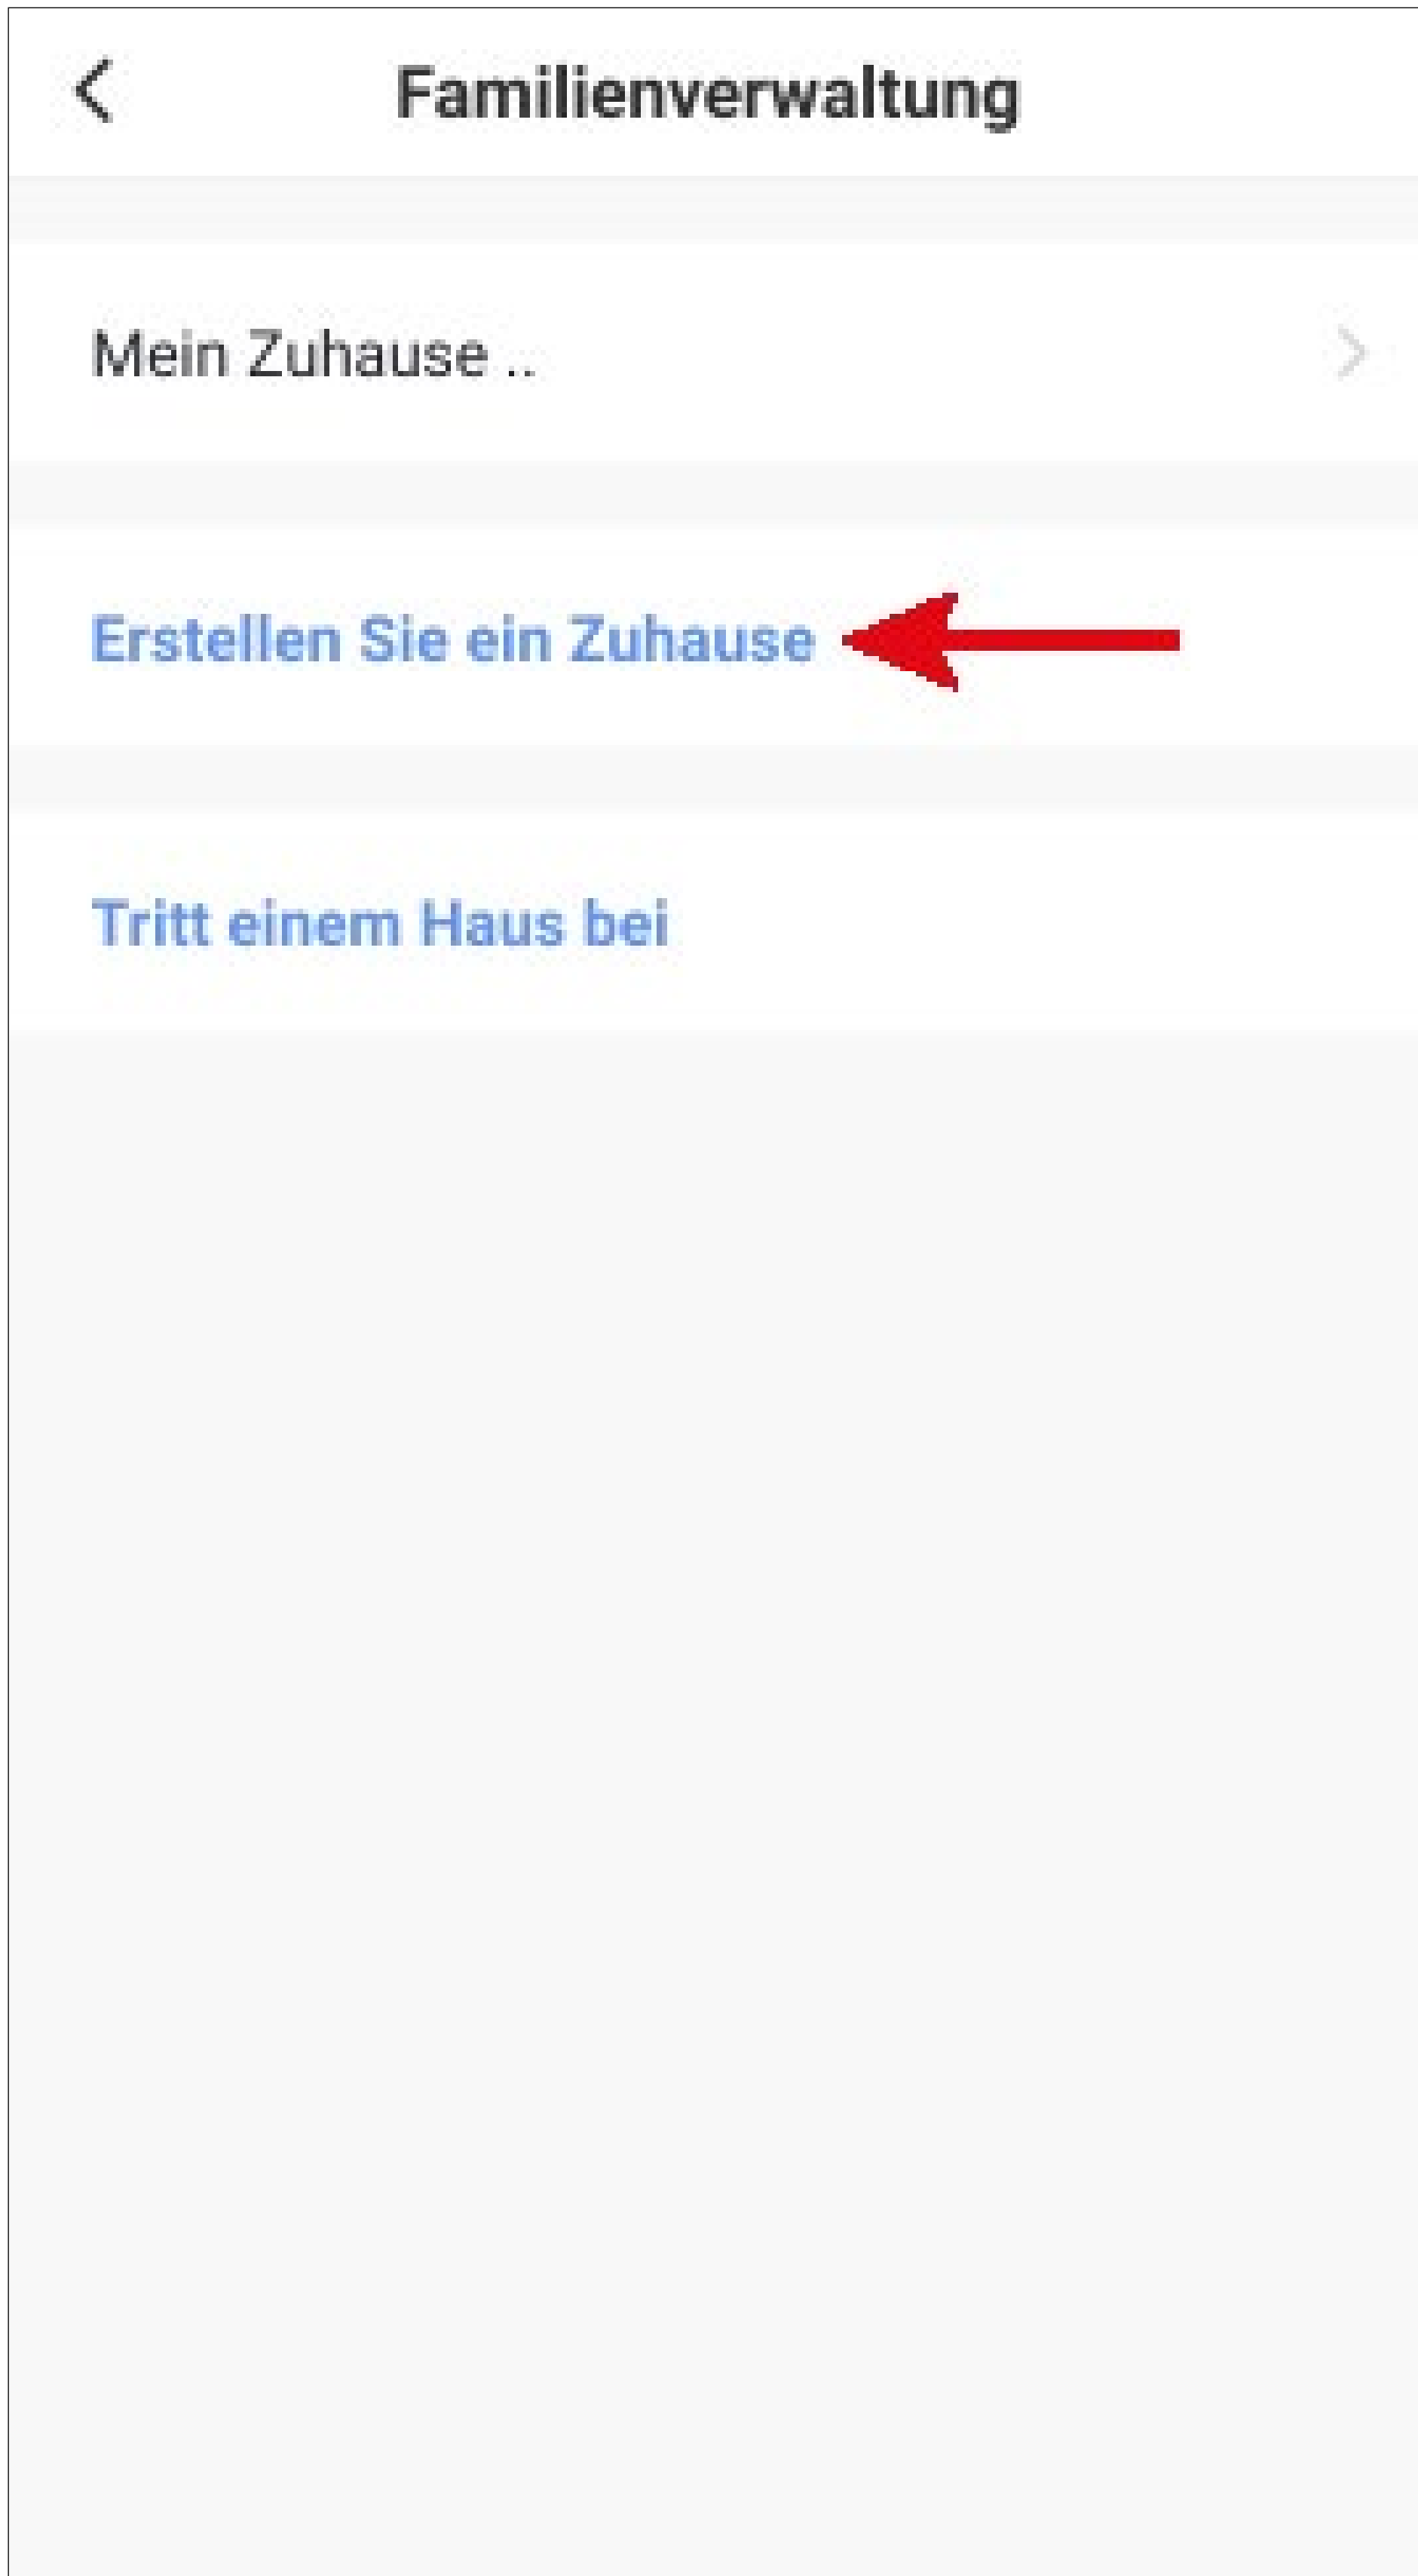 Familienverwaltung
Mein Zuhause ..
Erstellen Sie ein Zuhause
Tritt einem Haus bei